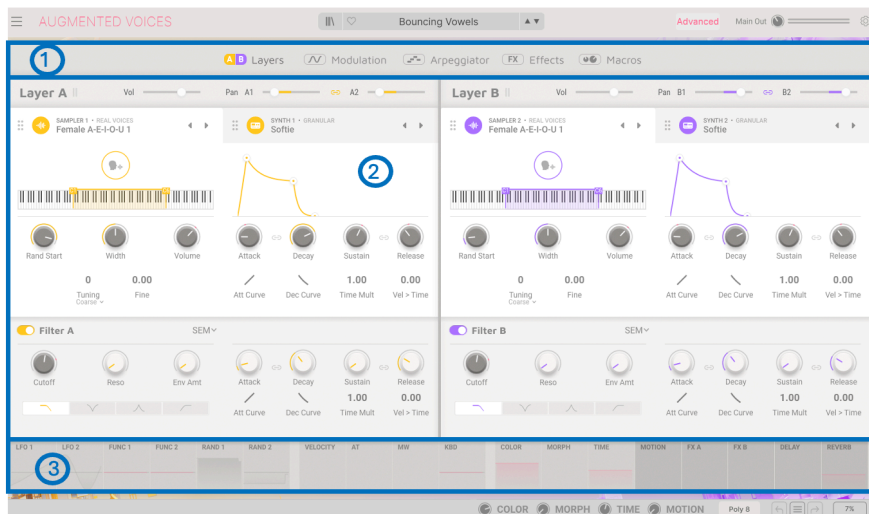 AUGMENTED VOICES
Bouncing Vowels
Advanced Main Out
1
A B Layers Modulation Arpeggiator FX Effects Macros
Layer A Vol Pan A1 A2
Layer B Vol Pan B1 B2
SAMPLER 1 • REAL VOICES
Female A-E-I-O-U 1
SYNTH 1 • GRANULAR
Softie
SAMPLER 2 • REAL VOICES
Female A-E-I-O-U 1
SYNTH 2 • GRANULAR
Softie
2
Rand Start Width Volume Attack Decay Sustain Release
Rand Start Width Volume Attack Decay Sustain Release
0 0.00 1.00 0.00
Tuning Fine Att Curve Dec Curve Time Mult Vel > Time
Coarse
0 0.00 1.00 0.00
Tuning Fine Att Curve Dec Curve Time Mult Vel > Time
Coarse
Filter A SEM
Filter B SEM
Cutoff Reso Env Amt Attack Decay Sustain Release
Cutoff Reso Env Amt Attack Decay Sustain Release
1.00 0.00
Att Curve Dec Curve Time Mult Vel > Time
1.00 0.00
Att Curve Dec Curve Time Mult Vel > Time
LFO 1 LFO 2 FUNC 1 FUNC 2 RAND 1 RAND 2 VELOCITY AT MW KBD COLOR MORPH TIME MOTION FX A FX B DELAY REVERB
3
COLOR MORPH TIME MOTION Poly 8 7%